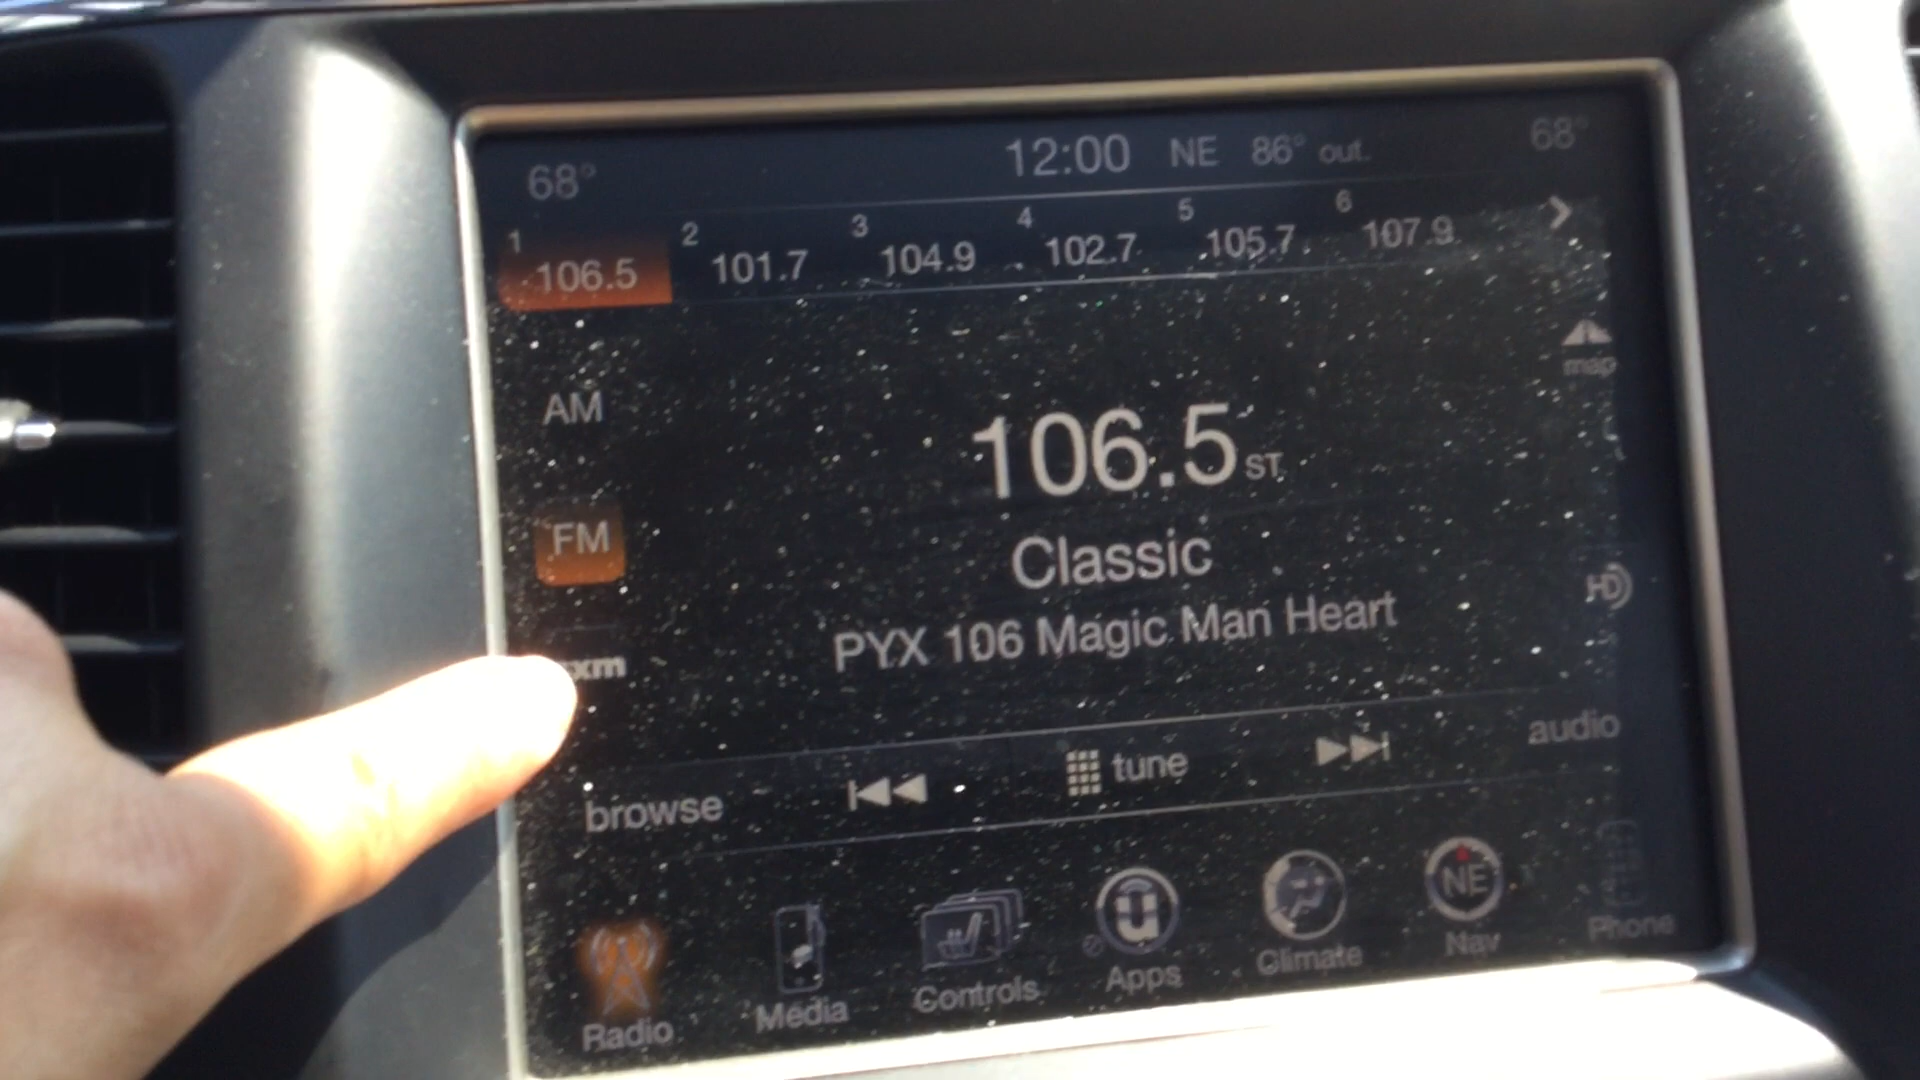 68° 12:00 NE 86° out. 68°
1 106.5 2 101.7 3 104.9 4 102.7 5 105.7 6 107.9
map
AM
106.5 ST
FM
Classic
HD
PYX 106 Magic Man Heart
sxm
browse tune audio
NE
Radio Media Controls Apps Climate Nav Phone